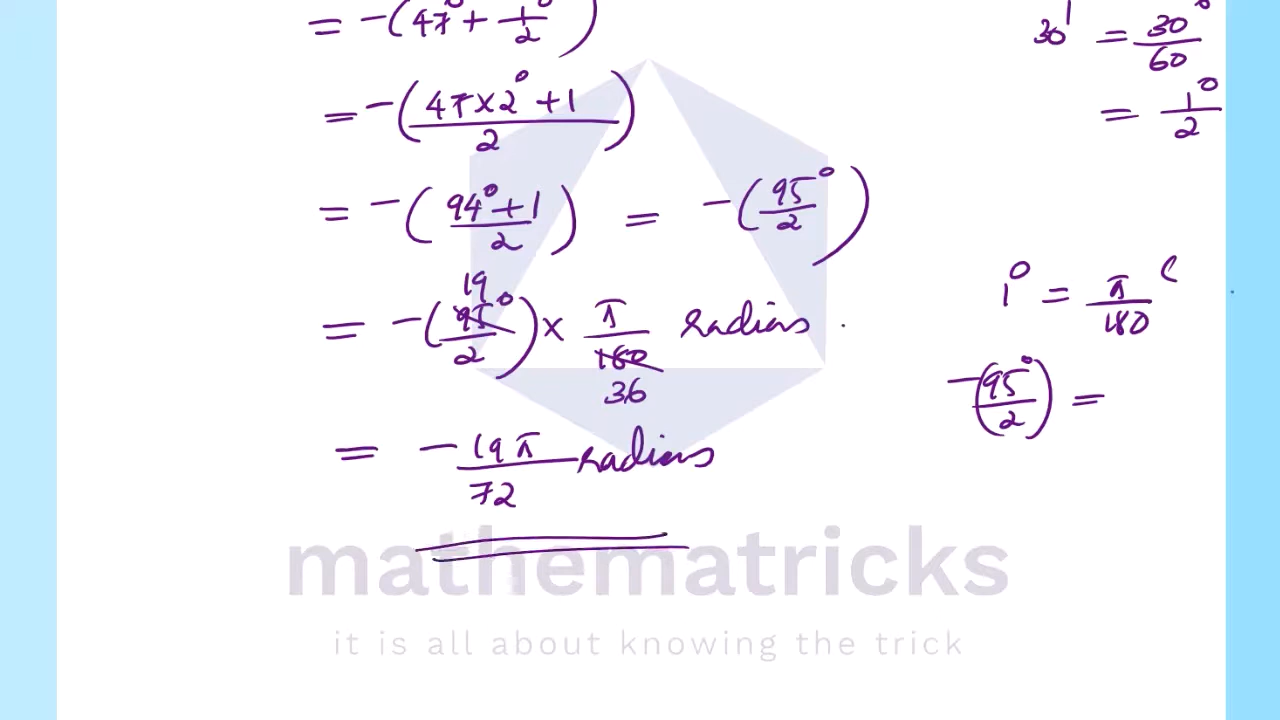 = -(47° + 1/2°)
= -(47×2° + 1 / 2)
= -(94° + 1 / 2) = -(95°/2)
= -(95°/2) × π/180 radias
19
36
= -19π/72 radians
30' = 30°/60
= 1°/2
1° = π/180 c
-(95°/2) =
mathematricks
it is all about knowing the trick